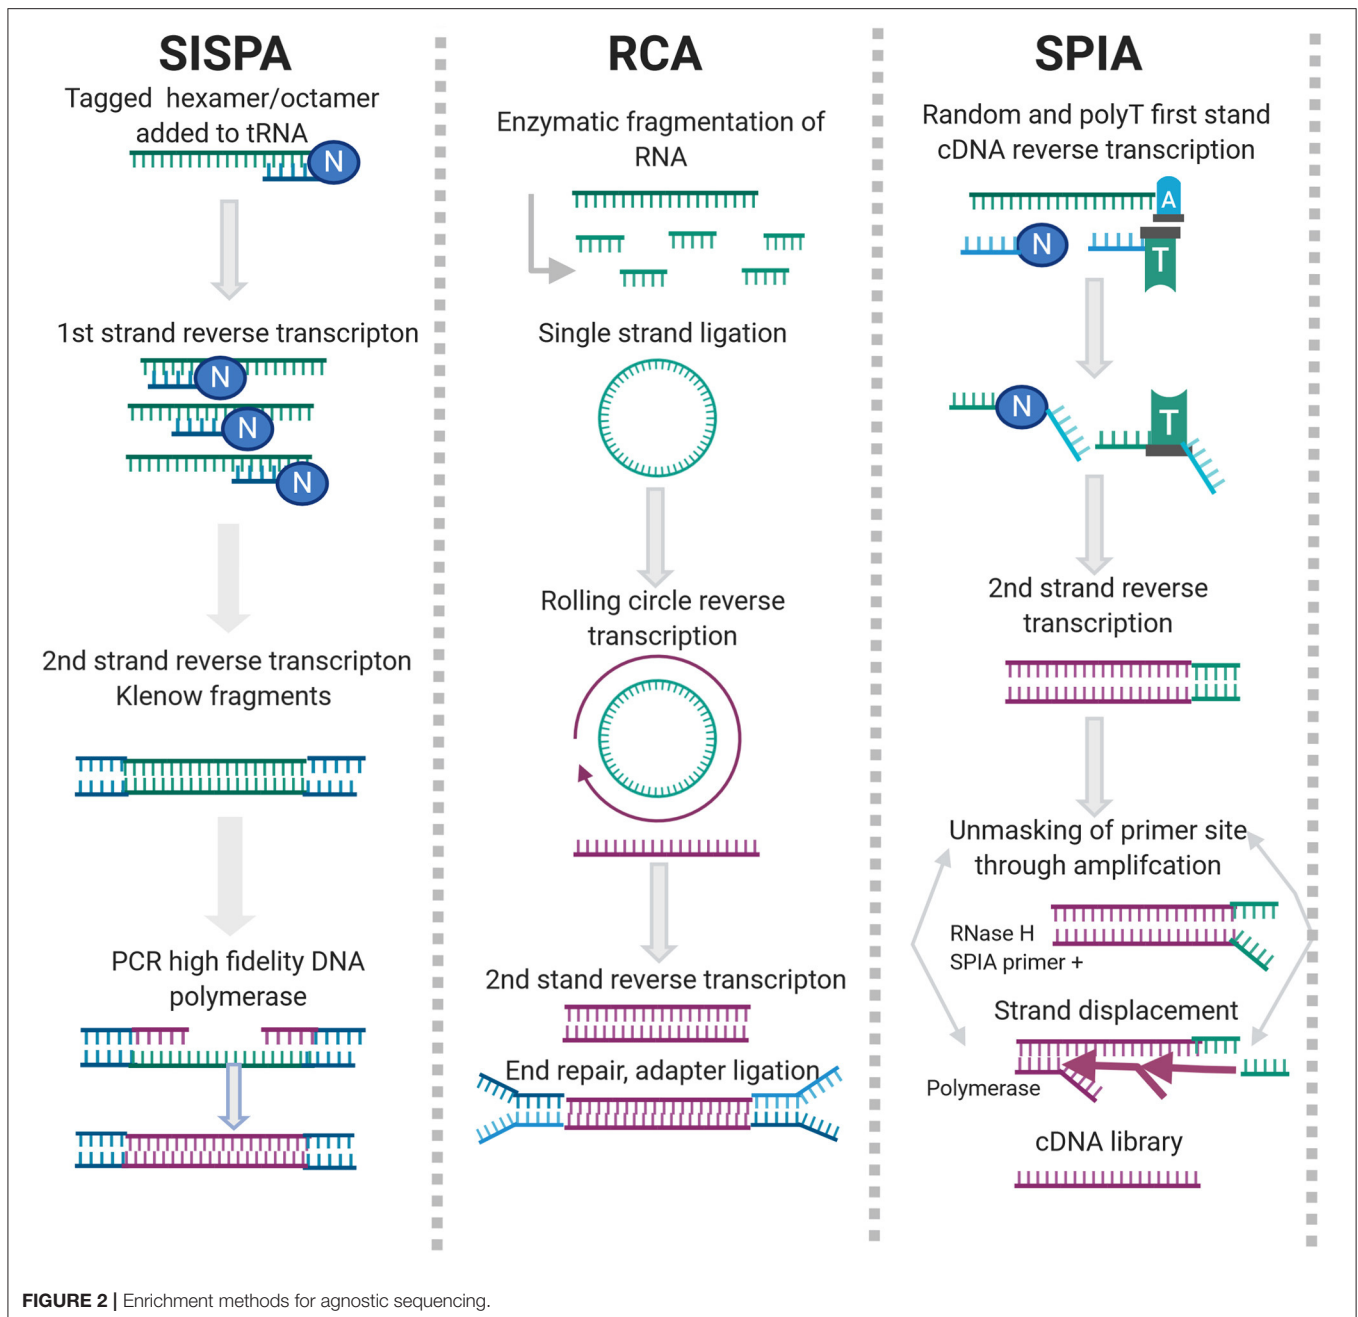 SISPA
Tagged hexamer/octamer
added to tRNA
N
1st strand reverse transcripton
N
N
N
2nd strand reverse transcripton
Klenow fragments
PCR high fidelity DNA
polymerase
RCA
Enzymatic fragmentation of
RNA
Single strand ligation
Rolling circle reverse
transcription
2nd stand reverse transcripton
End repair, adapter ligation
SPIA
Random and polyT first stand
cDNA reverse transcription
A
N
T
N
T
2nd strand reverse
transcription
Unmasking of primer site
through amplifcation
RNase H
SPIA primer +
Strand displacement
Polymerase
cDNA library
FIGURE 2 | Enrichment methods for agnostic sequencing.